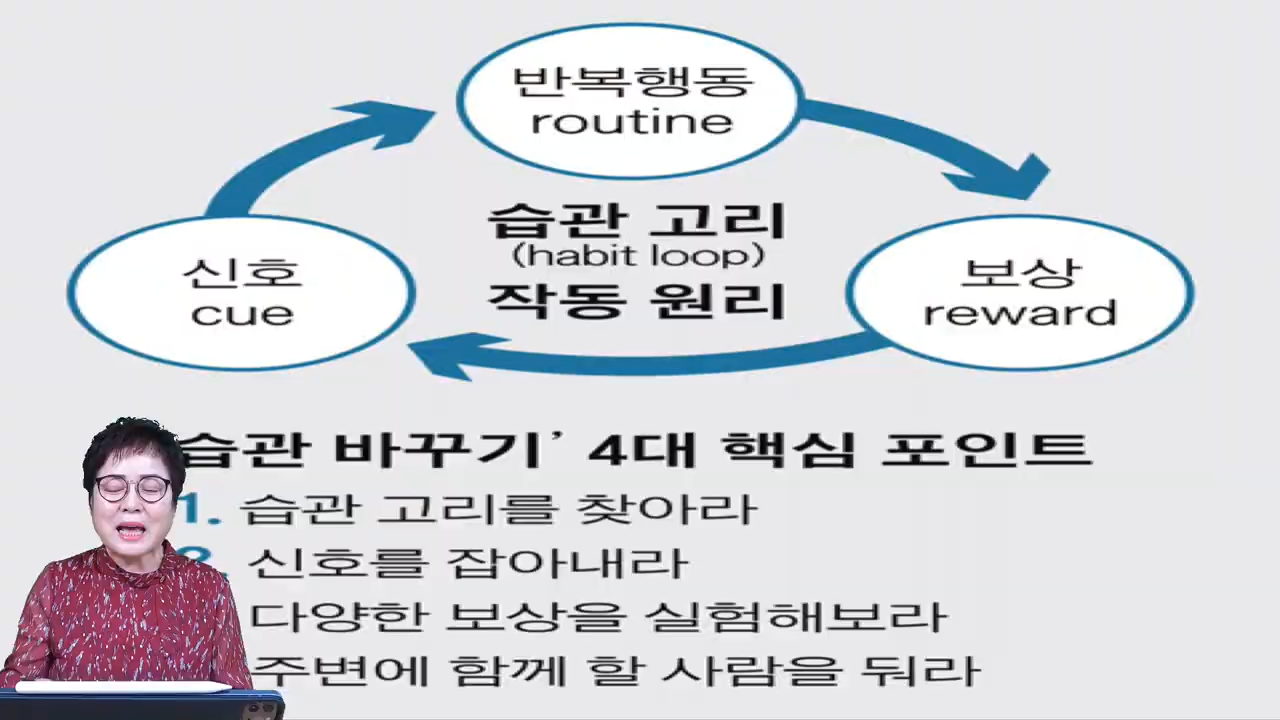 반복행동
routine
습관 고리
(habit loop)
작동 원리
신호
cue
보상
reward
습관 바꾸기’ 4대 핵심 포인트
1. 습관 고리를 찾아라
신호를 잡아내라
다양한 보상을 실험해보라
주변에 함께 할 사람을 둬라